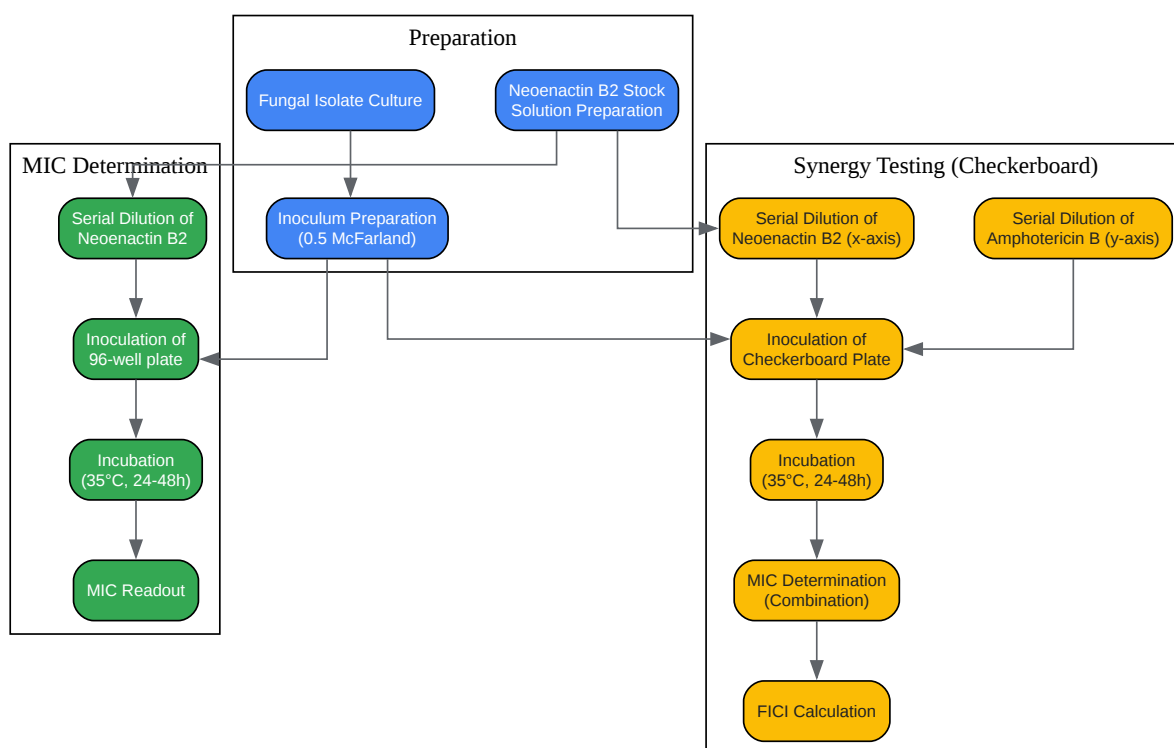 Preparation
Fungal Isolate Culture
Neoenactin B2 Stock
Solution Preparation
Inoculum Preparation
(0.5 McFarland)
MIC Determination
Serial Dilution of
Neoenactin B2
Inoculation of
96-well plate
Incubation
(35°C, 24-48h)
MIC Readout
Synergy Testing (Checkerboard)
Serial Dilution of
Neoenactin B2 (x-axis)
Serial Dilution of
Amphotericin B (y-axis)
Inoculation of
Checkerboard Plate
Incubation
(35°C, 24-48h)
MIC Determination
(Combination)
FICI Calculation